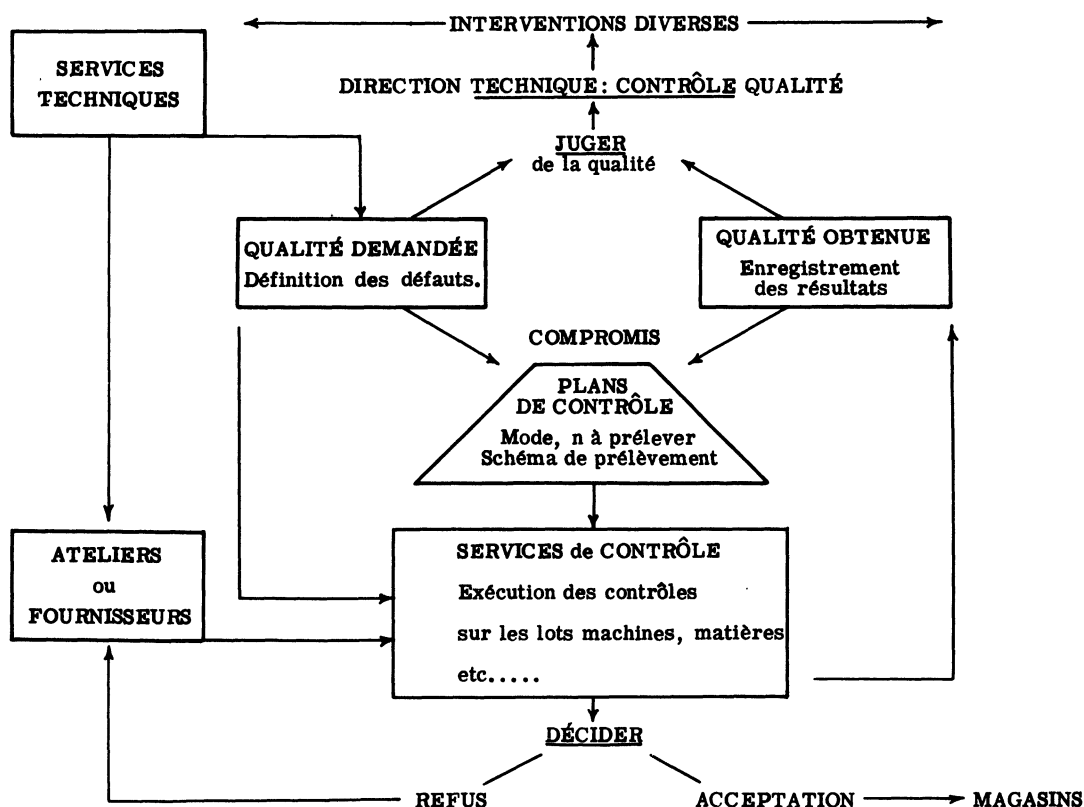 INTERVENTIONS DIVERSES
SERVICES
TECHNIQUES
DIRECTION TECHNIQUE: CONTRÔLE QUALITÉ
JUGER
de la qualité
QUALITÉ DEMANDÉE
Définition des défauts.
QUALITÉ OBTENUE
Enregistrement
des résultats
COMPROMIS
PLANS
DE CONTRÔLE
Mode, n à prélever
Schéma de prélèvement
ATELIERS
ou
FOURNISSEURS
SERVICES de CONTRÔLE
Exécution des contrôles
sur les lots machines, matières
etc.....
DÉCIDER
REFUS
ACCEPTATION
MAGASINS